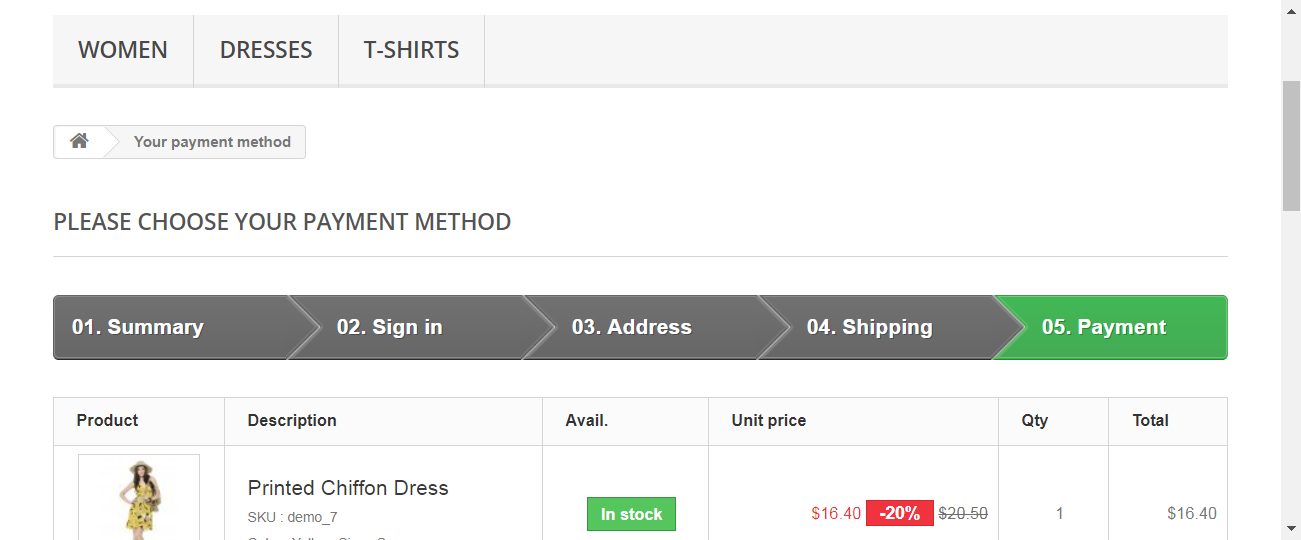 WOMEN DRESSES T-SHIRTS
Your payment method
PLEASE CHOOSE YOUR PAYMENT METHOD
01. Summary 02. Sign in 03. Address 04. Shipping 05. Payment
Product Description Avail. Unit price Qty Total
Printed Chiffon Dress
In stock $16.40 -20% $20.50 1 $16.40
SKU : demo_7